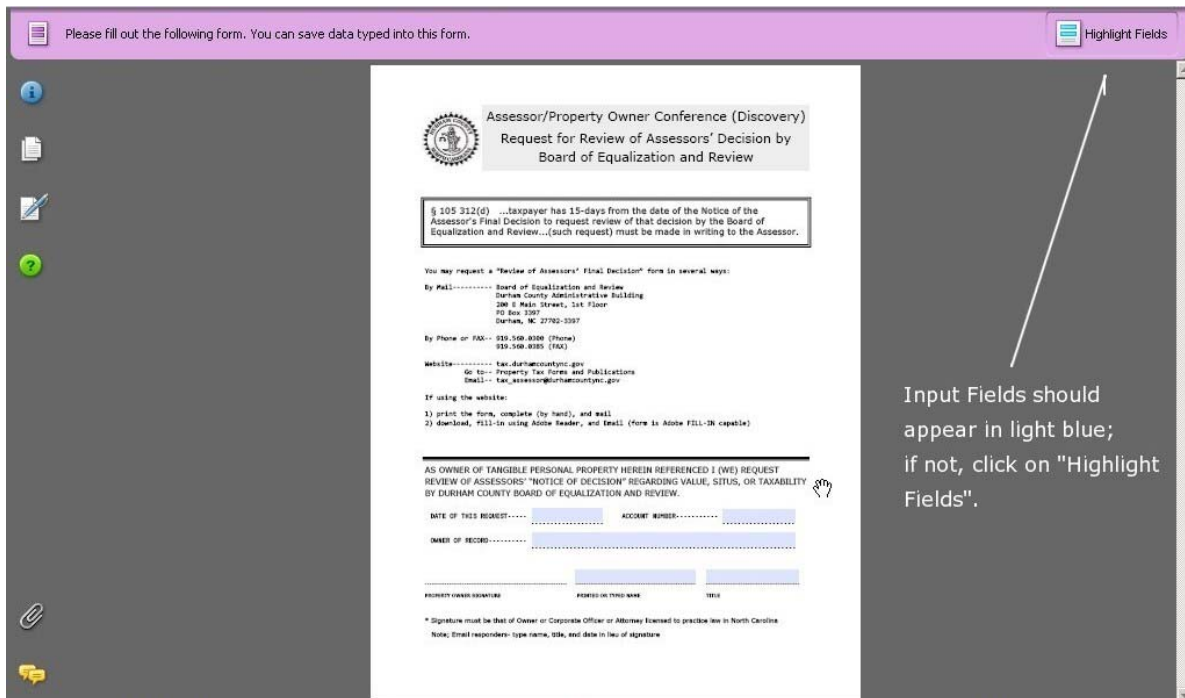 Please fill out the following form. You can save data typed into this form.
Highlight Fields
DURHAM COUNTY
NORTH CAROLINA
Assessor/Property Owner Conference (Discovery)
Request for Review of Assessors' Decision by
Board of Equalization and Review
§ 105 312(d) ...taxpayer has 15-days from the date of the Notice of the
Assessor's Final Decision to request review of that decision by the Board of
Equalization and Review...(such request) must be made in writing to the Assessor.
You may request a "Review of Assessors' Final Decision" form in several ways:
By Mail---------- Board of Equalization and Review
Durham County Administrative Building
200 E Main Street, 1st Floor
PO Box 3397
Durham, NC 27702-3397
By Phone or FAX-- 919.560.0300 (Phone)
919.560.0385 (FAX)
Website---------- tax.durhamcountync.gov
Go to-- Property Tax Forms and Publications
Email-- tax_assessor@durhamcountync.gov
If using the website:
1) print the form, complete (by hand), and mail
2) download, fill-in using Adobe Reader, and Email (form is Adobe FILL-IN capable)
AS OWNER OF TANGIBLE PERSONAL PROPERTY HEREIN REFERENCED I (WE) REQUEST
REVIEW OF ASSESSORS' "NOTICE OF DECISION" REGARDING VALUE, SITUS, OR TAXABILITY
BY DURHAM COUNTY BOARD OF EQUALIZATION AND REVIEW.
DATE OF THIS REQUEST----- ACCOUNT NUMBER-----------
OWNER OF RECORD----------
PROPERTY OWNER SIGNATURE PRINTED OR TYPED NAME TITLE
* Signature must be that of Owner or Corporate Officer or Attorney licensed to practice law in North Carolina
Note; Email responders- type name, title, and date in lieu of signature
Input Fields should
appear in light blue;
if not, click on "Highlight
Fields".